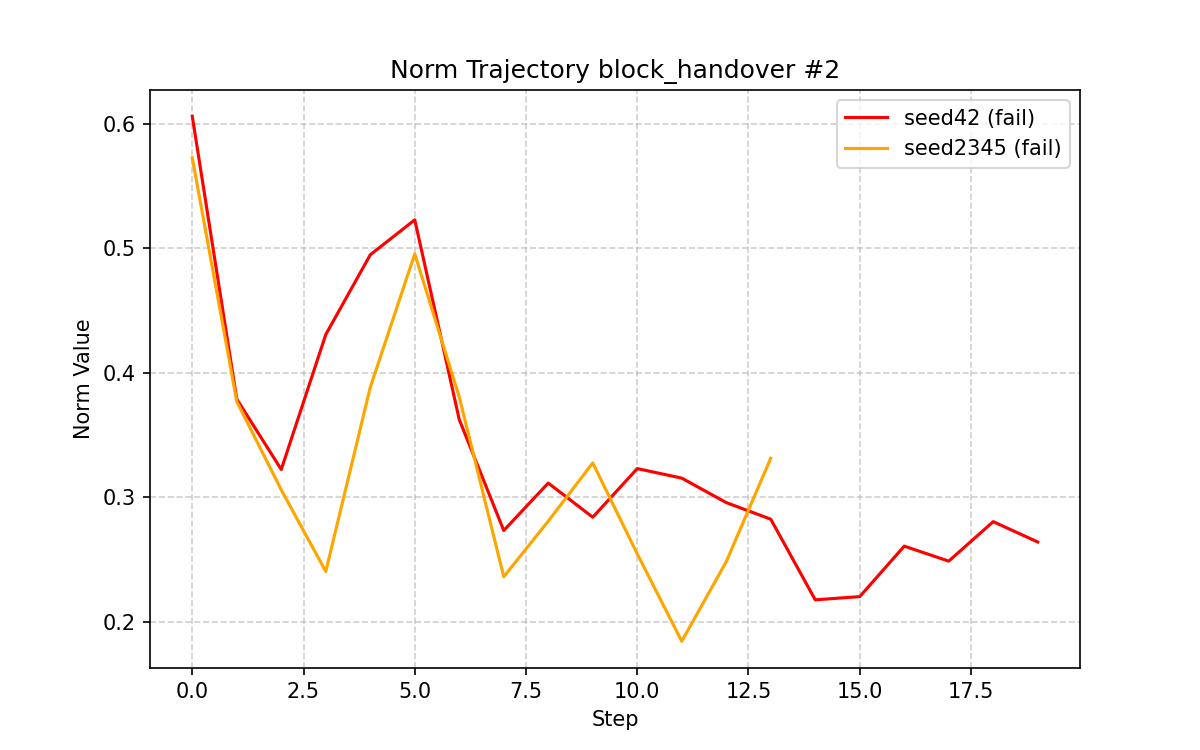 Norm Trajectory block_handover #2
seed42 (fail)
seed2345 (fail)
Norm Value
0.6
0.5
0.4
0.3
0.2
0.0 2.5 5.0 7.5 10.0 12.5 15.0 17.5
Step